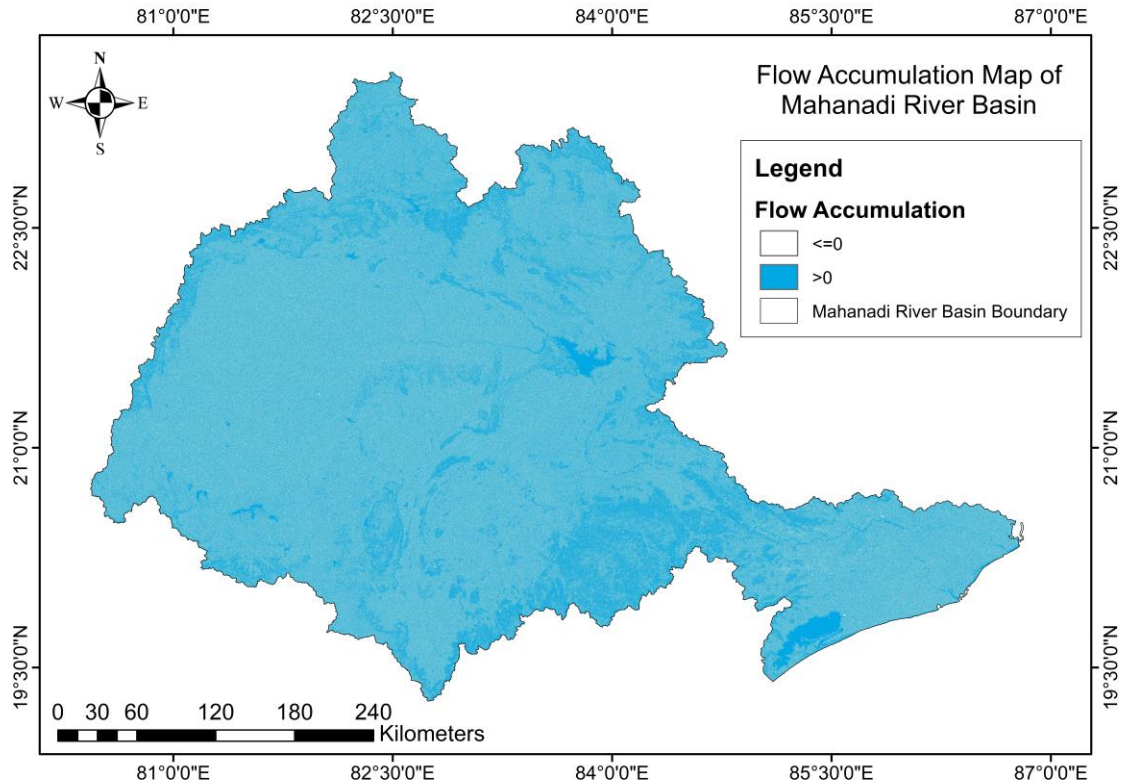 81°0'0"E 82°30'0"E 84°0'0"E 85°30'0"E 87°0'0"E
Flow Accumulation Map of
Mahanadi River Basin
N
W E
S
Legend
Flow Accumulation
<=0
>0
Mahanadi River Basin Boundary
22°30'0"N 22°30'0"N
21°0'0"N 21°0'0"N
19°30'0"N 19°30'0"N
0 30 60 120 180 240
Kilometers
81°0'0"E 82°30'0"E 84°0'0"E 85°30'0"E 87°0'0"E